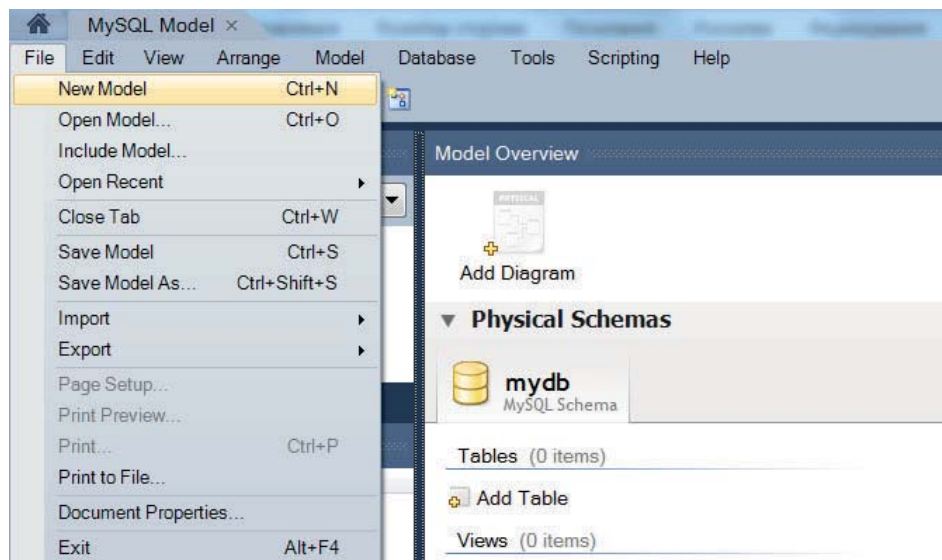 MySQL Model ×
File Edit View Arrange Model Database Tools Scripting Help
New Model Ctrl+N
Open Model... Ctrl+O
Include Model...
Open Recent
Close Tab Ctrl+W
Save Model Ctrl+S
Save Model As... Ctrl+Shift+S
Import
Export
Page Setup...
Print Preview...
Print... Ctrl+P
Print to File...
Document Properties...
Exit Alt+F4
Model Overview
PHYSICAL
Add Diagram
Physical Schemas
mydb
MySQL Schema
Tables (0 items)
Add Table
Views (0 items)